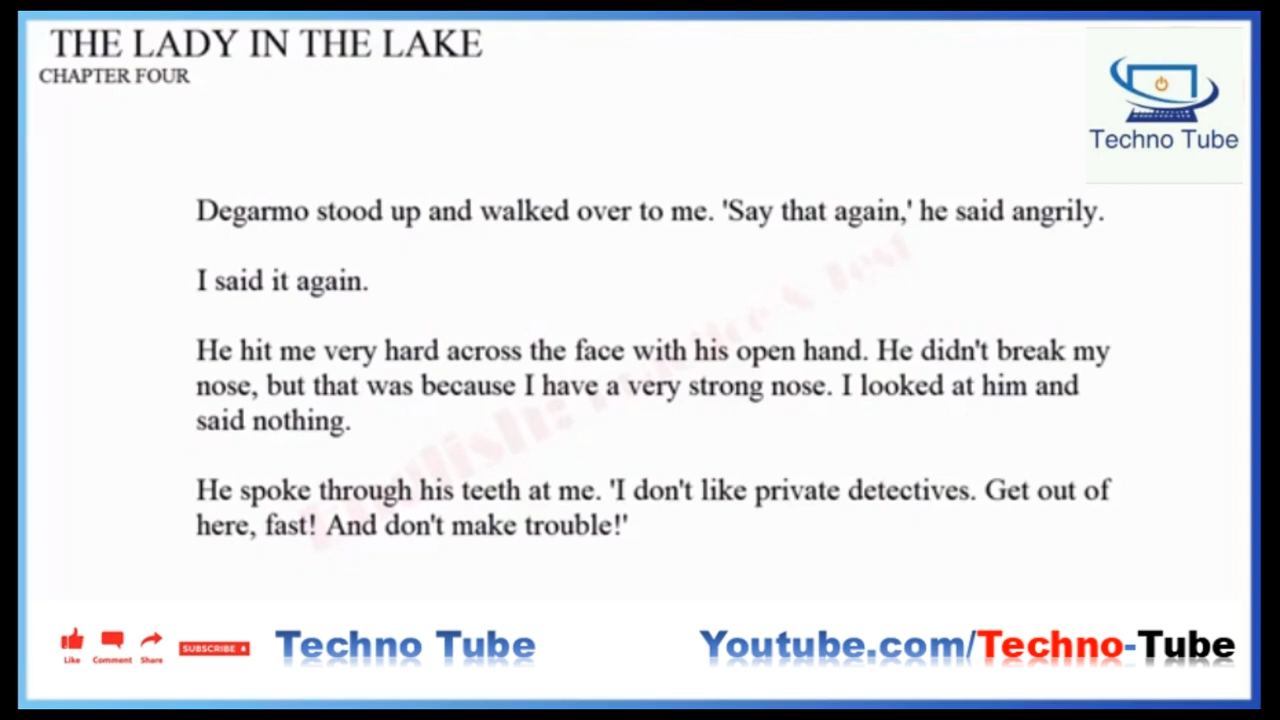 THE LADY IN THE LAKE
CHAPTER FOUR
Techno Tube
Degarmo stood up and walked over to me. 'Say that again,' he said angrily.
I said it again.
He hit me very hard across the face with his open hand. He didn't break my
nose, but that was because I have a very strong nose. I looked at him and
said nothing.
He spoke through his teeth at me. 'I don't like private detectives. Get out of
here, fast! And don't make trouble!'
Like Comment Share SUBSCRIBE Techno Tube Youtube.com/Techno-Tube